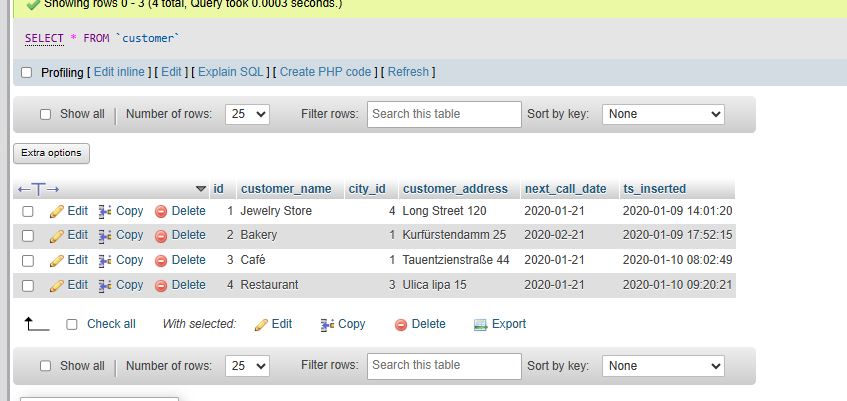 Showing rows 0 - 3 (4 total, Query took 0.0003 seconds.)
SELECT * FROM `customer`
Profiling [ Edit inline ] [ Edit ] [ Explain SQL ] [ Create PHP code ] [ Refresh ]
Show all Number of rows: 25 Filter rows: Search this table Sort by key: None
Extra options
←T→ id customer_name city_id customer_address next_call_date ts_inserted
Edit Copy Delete 1 Jewelry Store 4 Long Street 120 2020-01-21 2020-01-09 14:01:20
Edit Copy Delete 2 Bakery 1 Kurfürstendamm 25 2020-02-21 2020-01-09 17:52:15
Edit Copy Delete 3 Café 1 Tauentzienstraße 44 2020-01-21 2020-01-10 08:02:49
Edit Copy Delete 4 Restaurant 3 Ulica lipa 15 2020-01-21 2020-01-10 09:20:21
Check all With selected: Edit Copy Delete Export
Show all Number of rows: 25 Filter rows: Search this table Sort by key: None